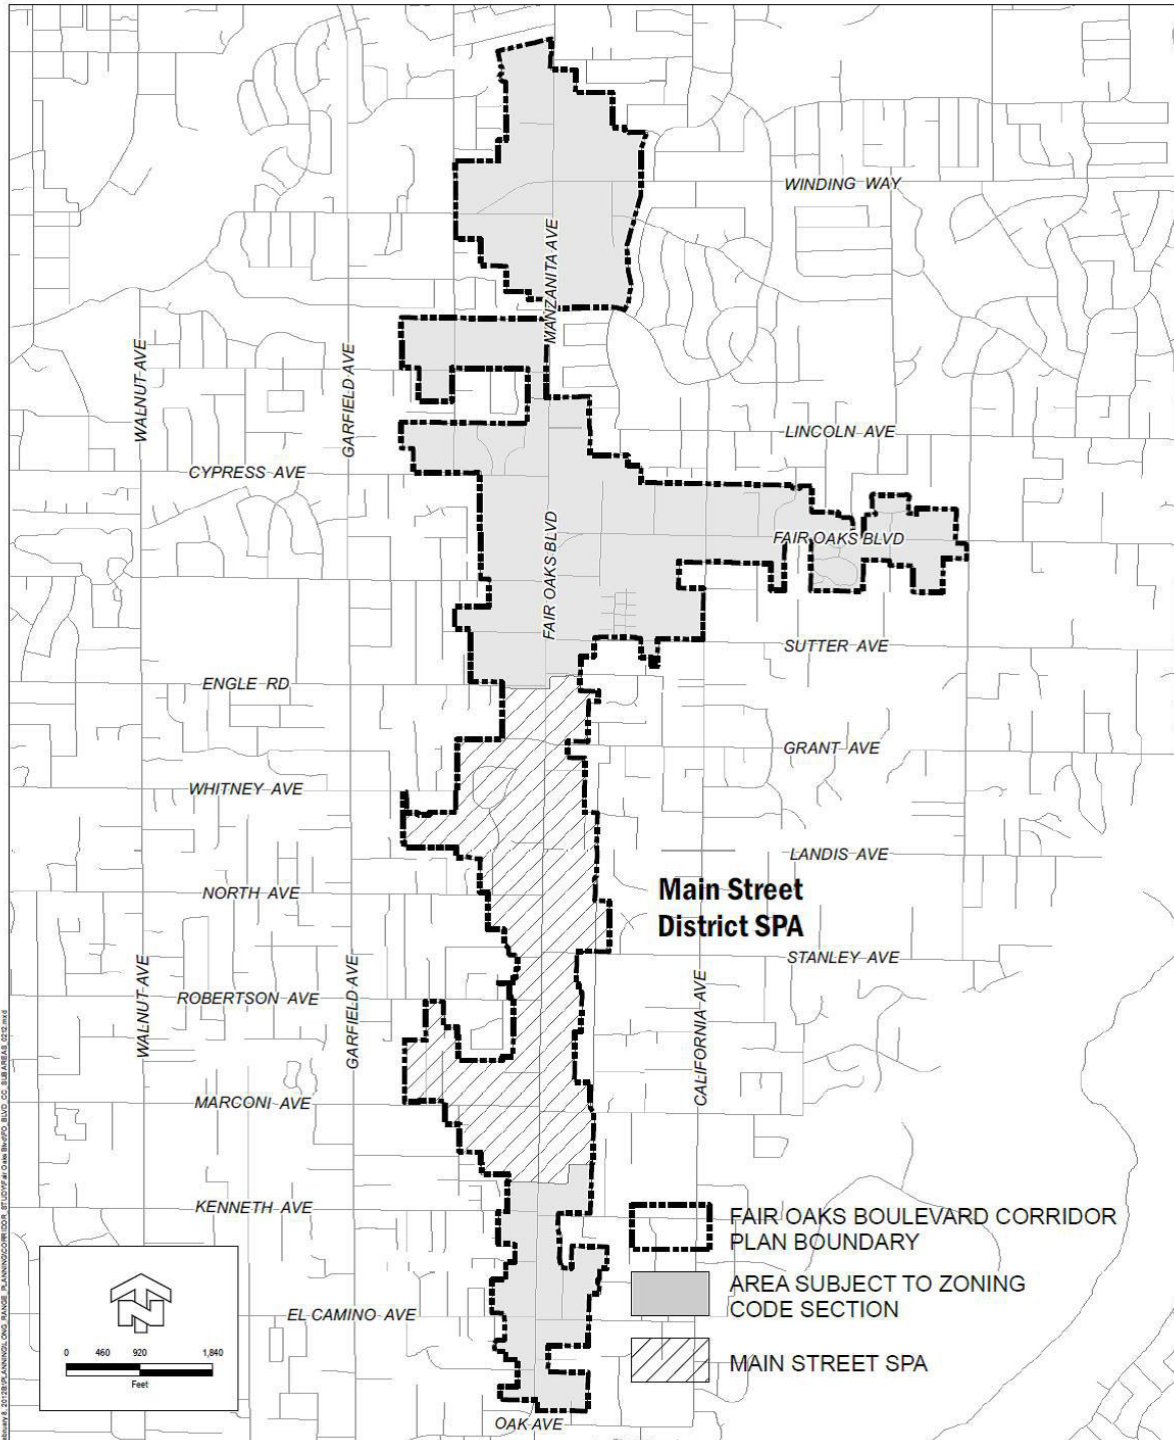 WINDING WAY
MANZANITA AVE
WALNUT AVE
GARFIELD AVE
LINCOLN AVE
CYPRESS AVE
FAIR OAKS BLVD
FAIR OAKS BLVD
SUTTER AVE
ENGLE RD
GRANT AVE
WHITNEY AVE
LANDIS AVE
Main Street
District SPA
NORTH AVE
STANLEY AVE
WALNUT AVE
GARFIELD AVE
CALIFORNIA AVE
ROBERTSON AVE
MARCONI AVE
KENNETH AVE
FAIR OAKS BOULEVARD CORRIDOR
PLAN BOUNDARY
AREA SUBJECT TO ZONING
CODE SECTION
EL CAMINO AVE
MAIN STREET SPA
N
0 460 920 1,840
Feet
OAK AVE